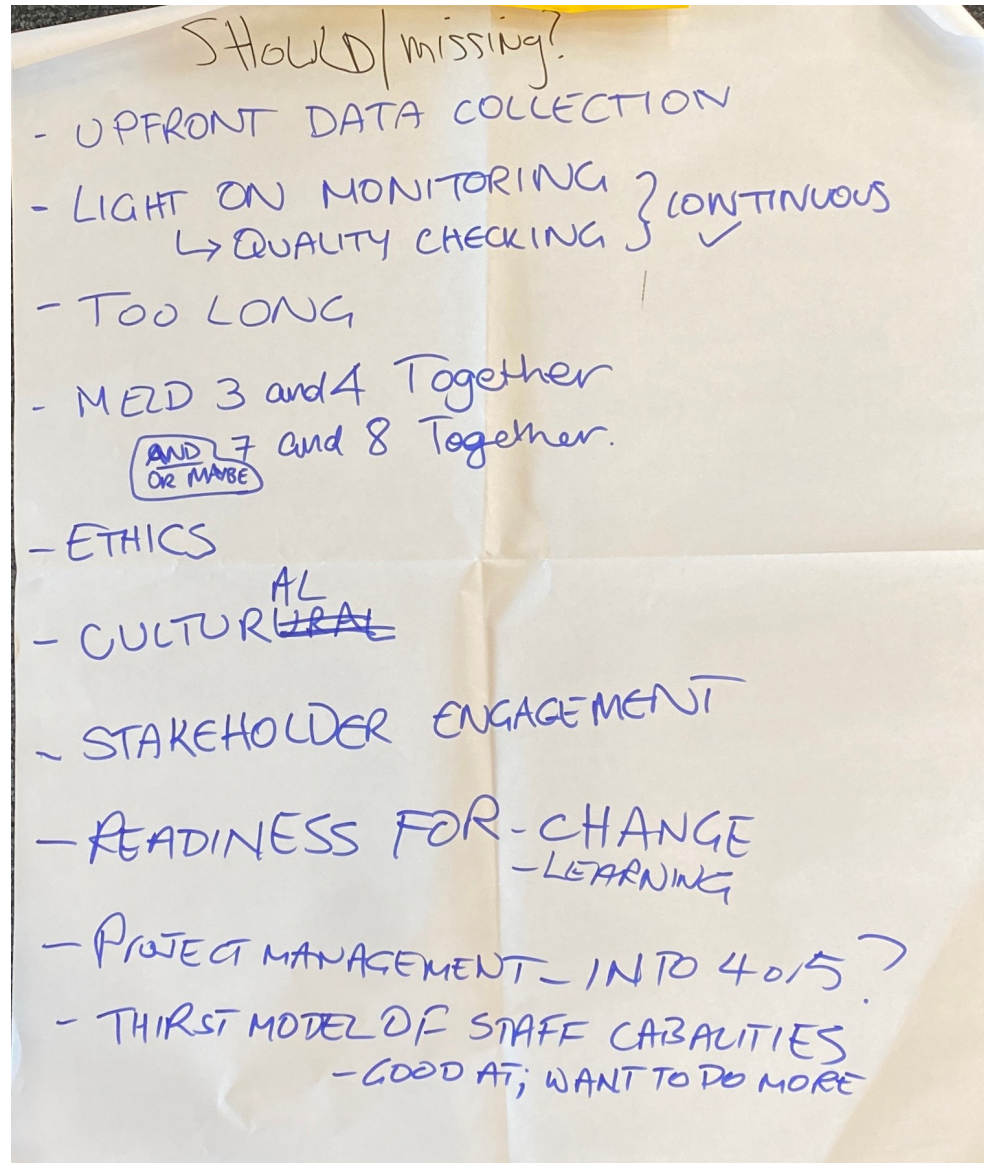 SHOULD/missing?
- UPFRONT DATA COLLECTION
- LIGHT ON MONITORING } CONTINUOUS
↳ QUALITY CHECKING } ✓
- TOO LONG
- MELD 3 and 4 Together
AND 7 and 8 Together.
OR MAYBE
- ETHICS
AL
- CULTURURAL
- STAKEHOLDER ENGAGEMENT
- READINESS FOR - CHANGE
- LEARNING
- PROJECT MANAGEMENT - INTO 4 or 5?
- THIRST MODEL OF STAFF CABALITIES
- GOOD AT; WANT TO DO MORE